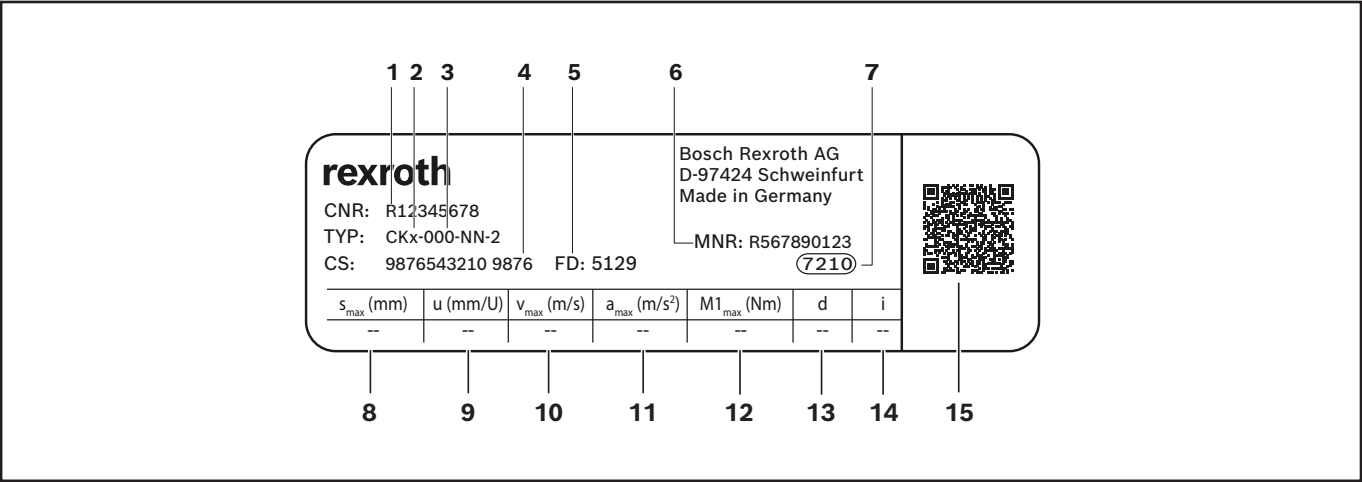 1 2 3 4 5 6 7
rexroth
Bosch Rexroth AG
D-97424 Schweinfurt
Made in Germany
CNR: R12345678
TYP: CKx-000-NN-2
MNR: R567890123
CS: 9876543210 9876 FD: 5129
7210
smax (mm) u (mm/U) vmax (m/s) amax (m/s²) M1max (Nm) d i
-- -- -- -- -- -- --
8 9 10 11 12 13 14 15